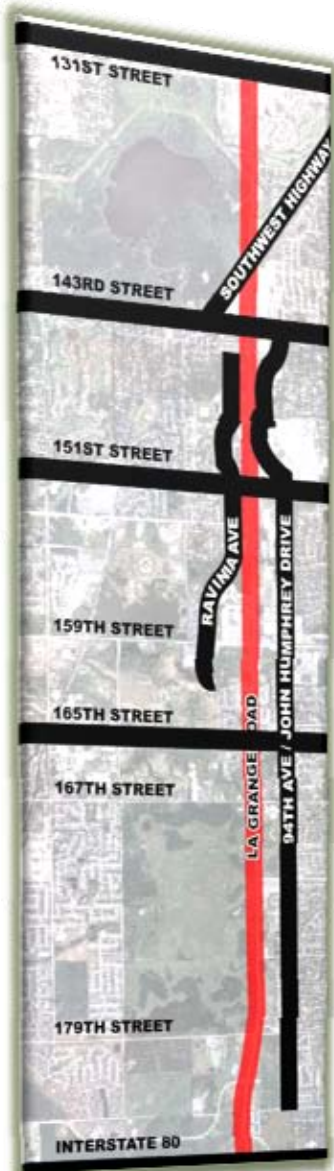 131ST STREET
SOUTHWEST HIGHWAY
143RD STREET
151ST STREET
RAVINIA AVE
94TH AVE / JOHN HUMPHREY DRIVE
159TH STREET
165TH STREET
LA GRANGE ROAD
167TH STREET
179TH STREET
INTERSTATE 80